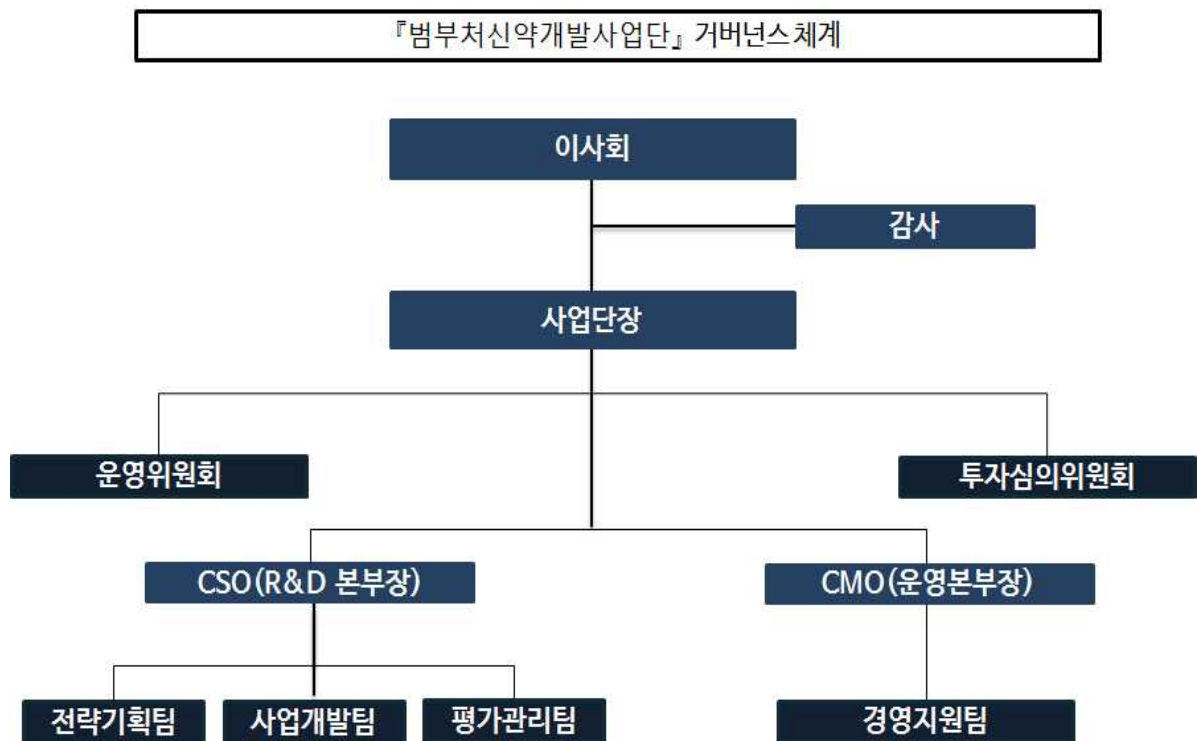 『범부처신약개발사업단』 거버넌스체계
이사회
감사
사업단장
운영위원회
투자심의위원회
CSO(R&D 본부장)
CMO(운영본부장)
전략기획팀
사업개발팀
평가관리팀
경영지원팀